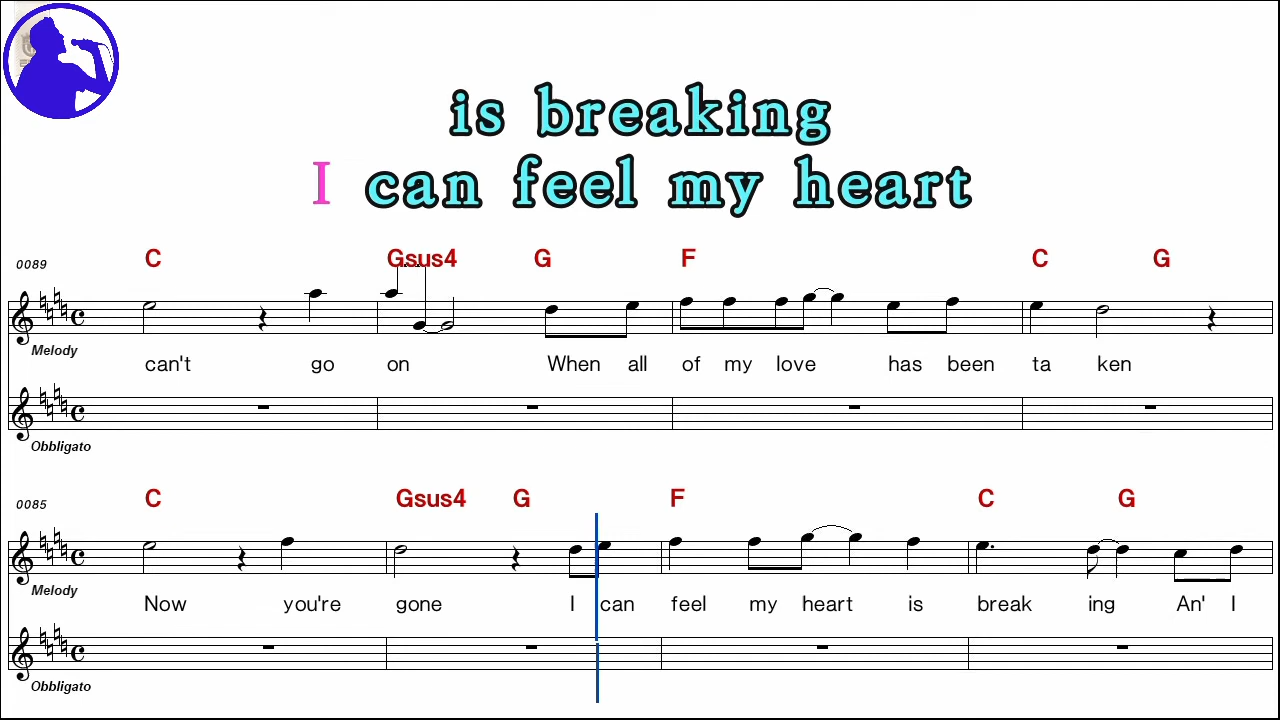 is breaking
I can feel my heart
0089 C Gsus4 G F C G
Melody
can't go on When all of my love has been ta ken
Obbligato
0085 C Gsus4 G F C G
Melody
Now you're gone I can feel my heart is break ing An' I
Obbligato